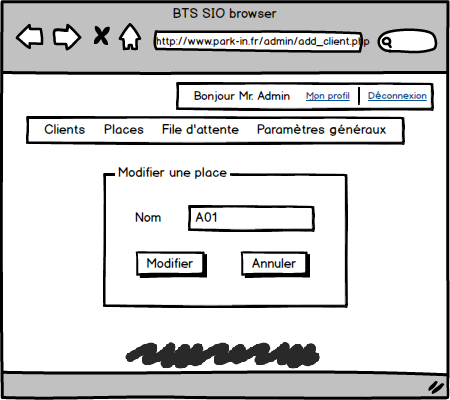 BTS SIO browser
http://www.park-in.fr/admin/add_client.php
Bonjour Mr. Admin Mon profil Déconnexion
Clients Places File d'attente Paramètres généraux
Modifier une place
Nom A01
Modifier Annuler